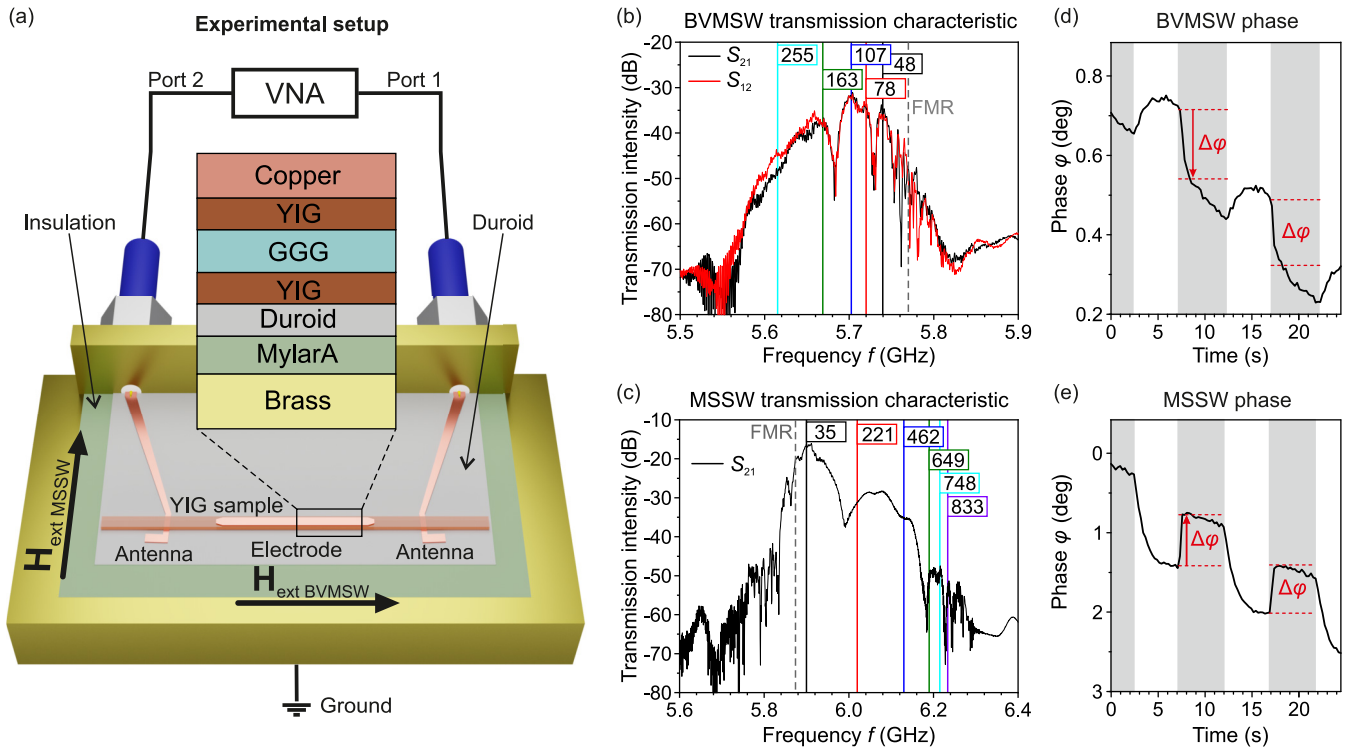 (a)
Experimental setup
Port 2
VNA
Port 1
Copper
YIG
GGG
YIG
Duroid
MylarA
Brass
Insulation
Duroid
YIG sample
Antenna
Electrode
Antenna
H ext MSSW
H ext BVMSW
Ground
(b)
BVMSW transmission characteristic
Transmission intensity (dB)
-20
-30
-40
-50
-60
-70
-80
S21
S12
255
163
107
48
78
FMR
5.5
5.6
5.7
5.8
5.9
Frequency f (GHz)
(c)
MSSW transmission characteristic
Transmission intensity (dB)
-10
-20
-30
-40
-50
-60
-70
-80
FMR
S21
35
221
462
649
748
833
5.6
5.8
6.0
6.2
6.4
Frequency f (GHz)
(d)
BVMSW phase
Phase φ (deg)
0.8
0.6
0.4
0.2
Δφ
Δφ
0
5
10
15
20
Time (s)
(e)
MSSW phase
Phase φ (deg)
0
1
2
3
Δφ
Δφ
0
5
10
15
20
Time (s)